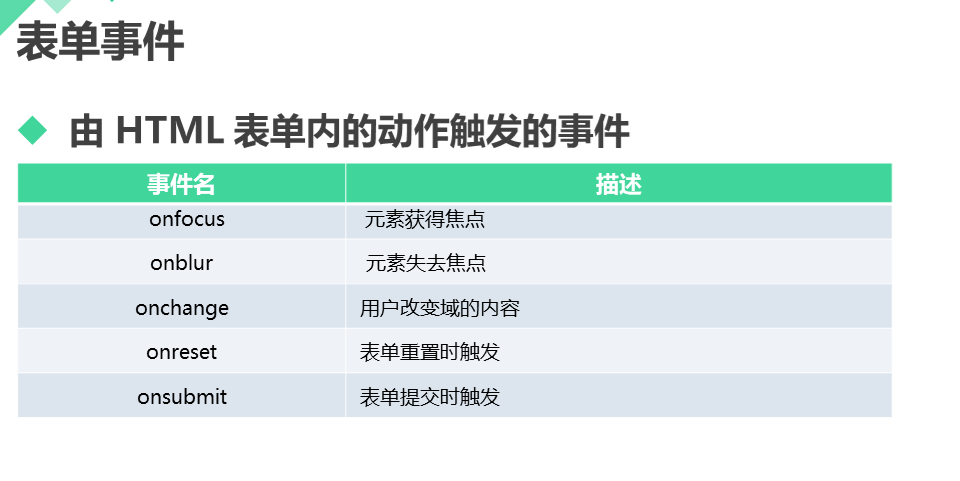 表单事件
由 HTML 表单内的动作触发的事件
事件名 描述
onfocus 元素获得焦点
onblur 元素失去焦点
onchange 用户改变域的内容
onreset 表单重置时触发
onsubmit 表单提交时触发